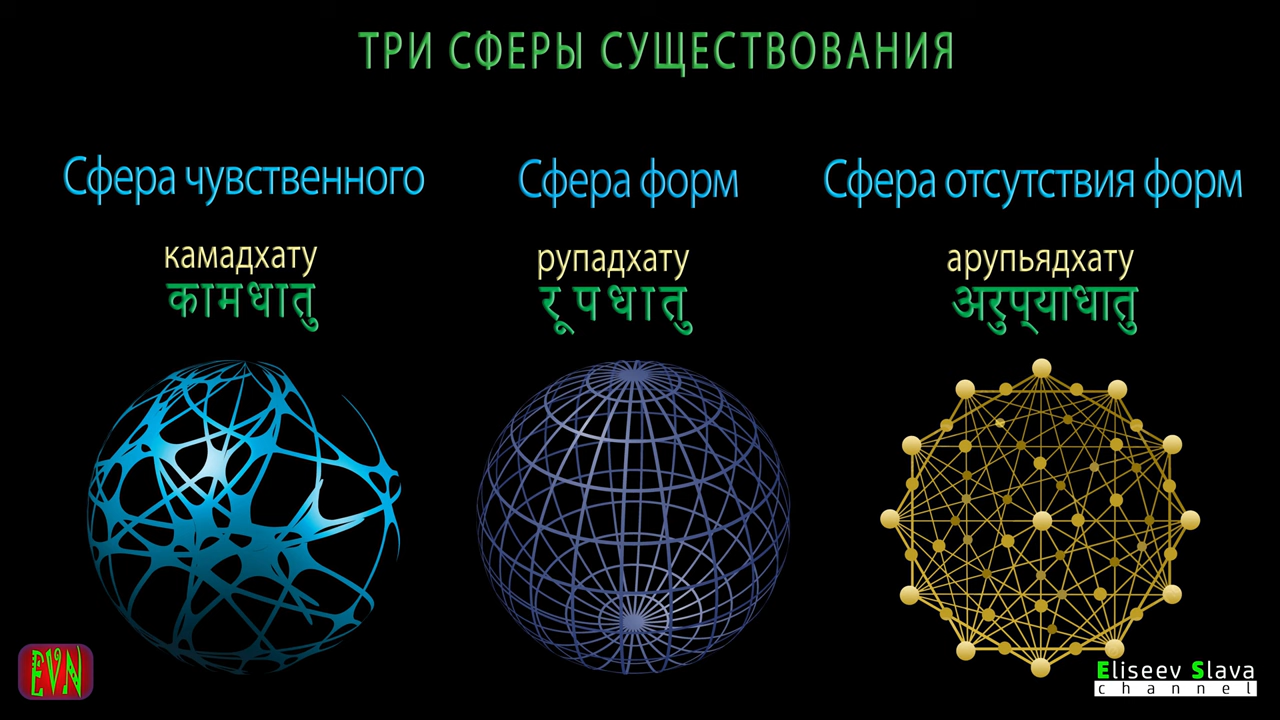 ТРИ СФЕРЫ СУЩЕСТВОВАНИЯ
Сфера чувственного
камадхату
कामधातु
Сфера форм
рупадхату
रूपधातु
Сфера отсутствия форм
арупьядхату
अरुप्याधातु
EVN
Eliseev Slava
channel